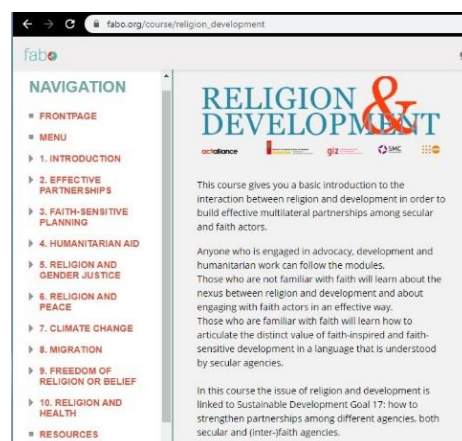 fabo.org/course/religion_development
fabo
NAVIGATION
FRONTPAGE
MENU
1. INTRODUCTION
2. EFFECTIVE
PARTNERSHIPS
3. FAITH-SENSITIVE
PLANNING
4. HUMANITARIAN AID
5. RELIGION AND
GENDER JUSTICE
6. RELIGION AND
PEACE
7. CLIMATE CHANGE
8. MIGRATION
9. FREEDOM OF
RELIGION OR BELIEF
10. RELIGION AND
HEALTH
RESOURCES
RELIGION &
DEVELOPMENT
actalliance
giz
SMC
This course gives you a basic introduction to the
interaction between religion and development in order to
build effective multilateral partnerships among secular
and faith actors.
Anyone who is engaged in advocacy, development and
humanitarian work can follow the modules.
Those who are not familiar with faith will learn about the
nexus between religion and development and about
engaging with faith actors in an effective way.
Those who are familiar with faith will learn how to
articulate the distinct value of faith-inspired and faith-
sensitive development in a language that is understood
by secular agencies.
In this course the issue of religion and development is
linked to Sustainable Development Goal 17: how to
strengthen partnerships among different agencies, both
secular and (inter-)faith agencies.